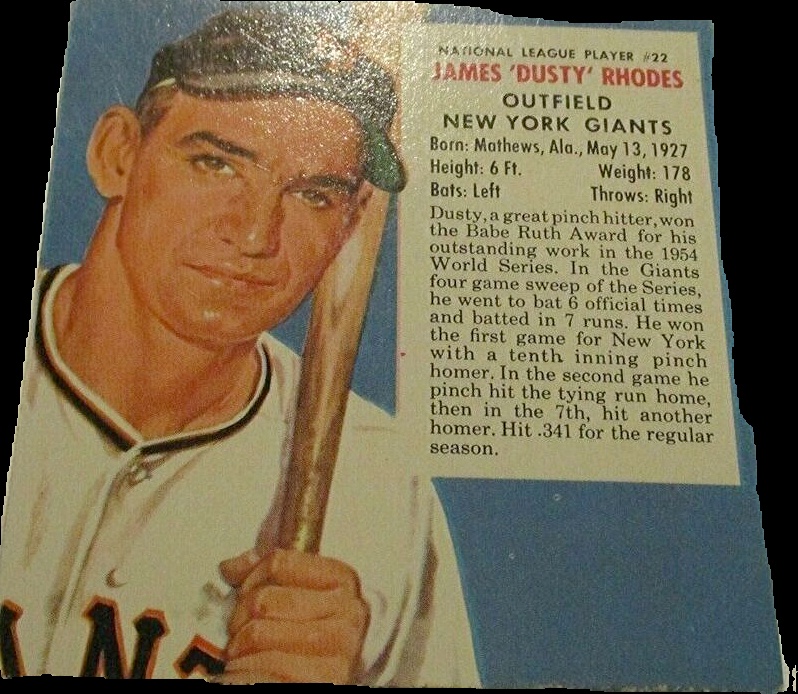 NATIONAL LEAGUE PLAYER #22
JAMES 'DUSTY' RHODES
OUTFIELD
NEW YORK GIANTS
Born: Mathews, Ala., May 13, 1927
Height: 6 Ft. Weight: 178
Bats: Left Throws: Right
Dusty, a great pinch hitter, won
the Babe Ruth Award for his
outstanding work in the 1954
World Series. In the Giants
four game sweep of the Series,
he went to bat 6 official times
and batted in 7 runs. He won
the first game for New York
with a tenth inning pinch
homer. In the second game he
pinch hit the tying run home,
then in the 7th, hit another
homer. Hit .341 for the regular
season.
ANT